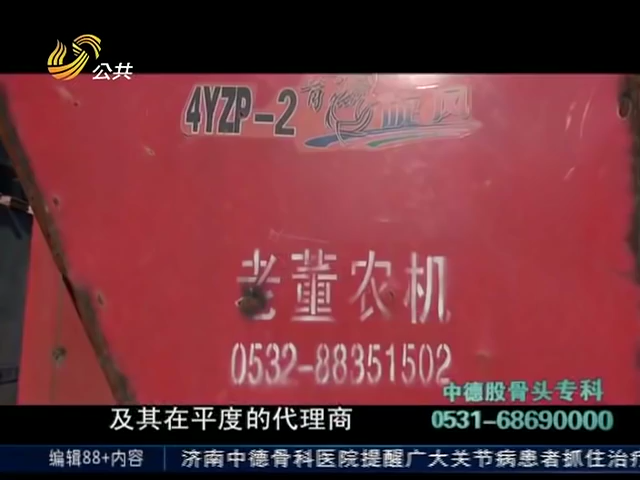 公共
4YZP-2
旋风
老董农机
0532-88351502
中德股骨头专科
及其在平度的代理商
0531-68690000
编辑88+内容
济南中德骨科医院提醒广大关节病患者抓住治疗